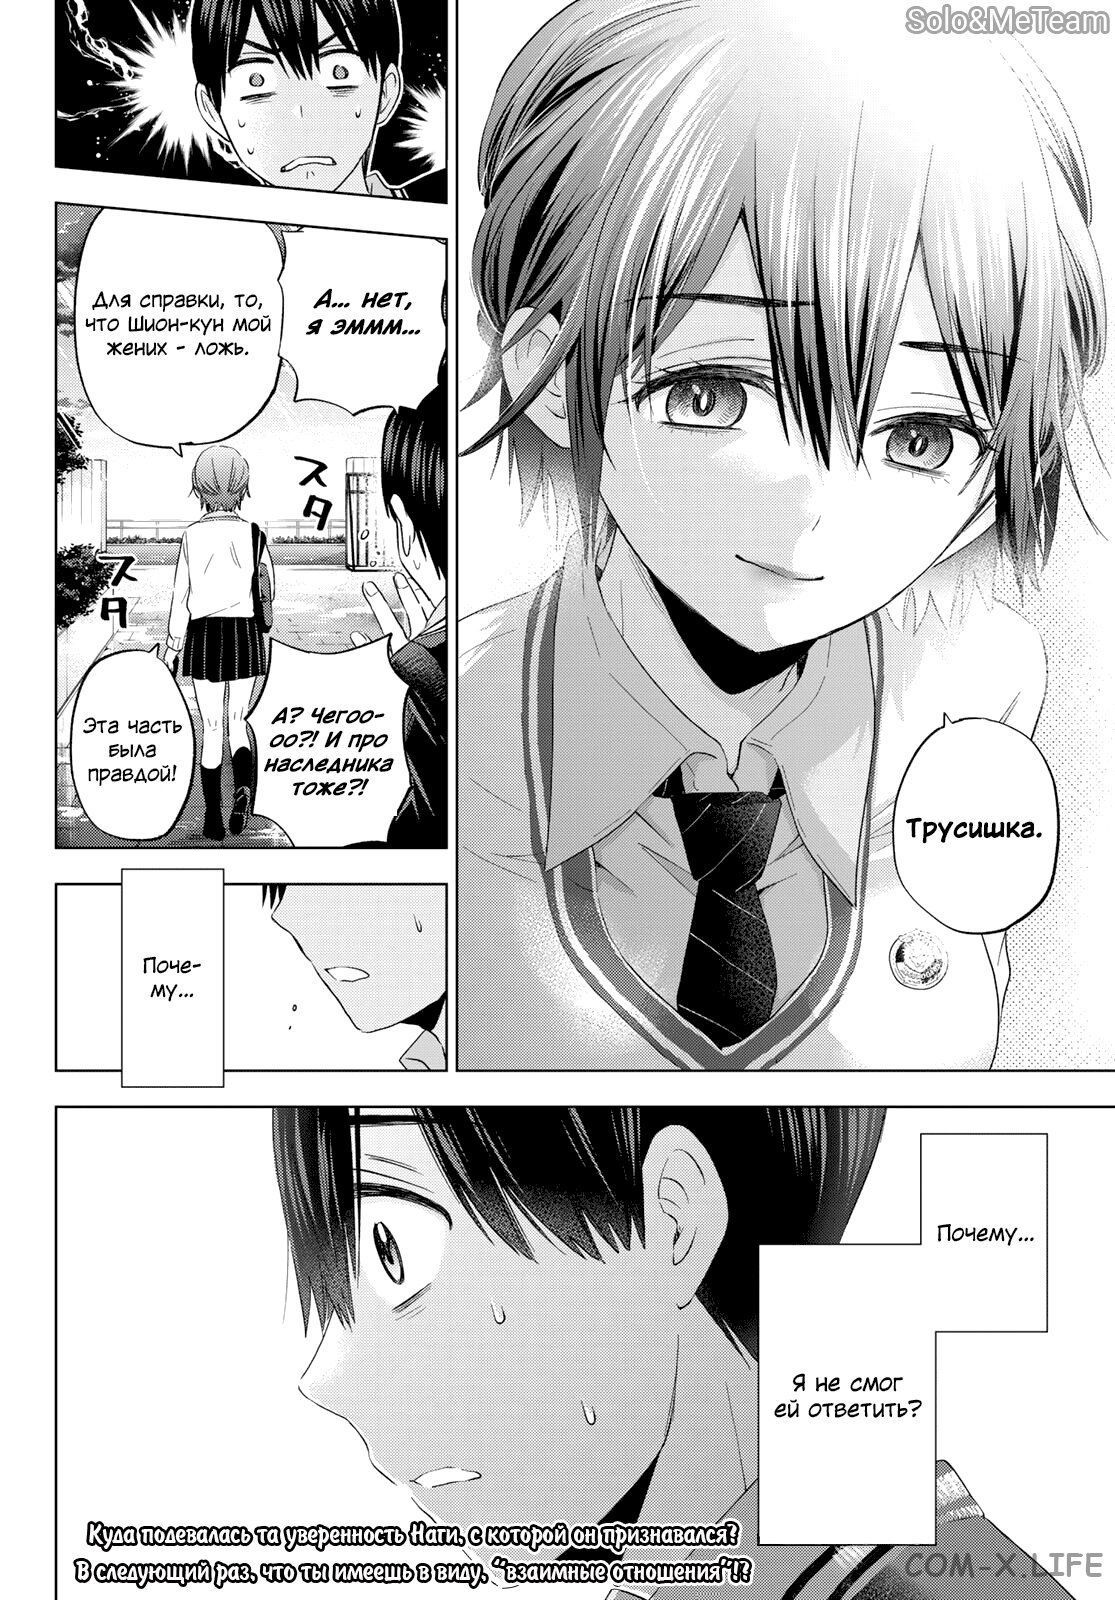 Solo&MeTeam
Трусишка.
А... нет,
я эммм...
Для справки, то,
что Шион-кун мой
жених - ложь.
スタ
スタ
А? Чегоо-
оо?! И про
наследника
тоже?!
Эта часть
была
правдой!
Поче-
му...
Почему...
Я не смог
ей ответить?
Куда подевалась та уверенность Наги, с которой он признавался?
В следующий раз, что ты имеешь в виду, "взаимные отношения"!?
COM-X.LIFE